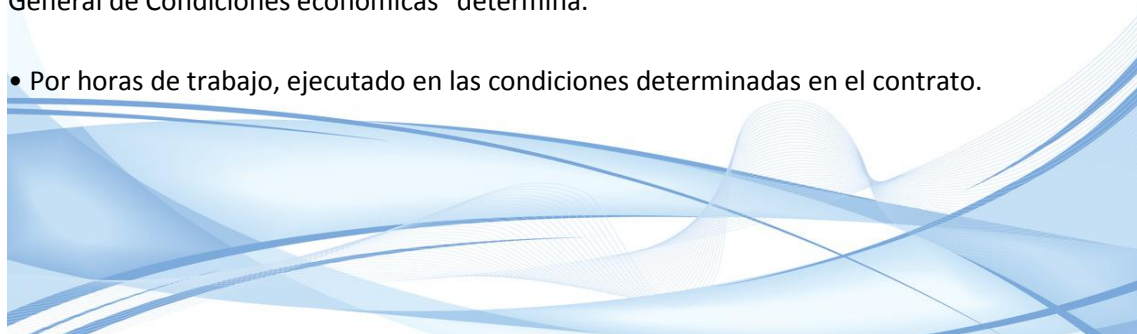 General de Condiciones económicas" determina:
• Por horas de trabajo, ejecutado en las condiciones determinadas en el contrato.